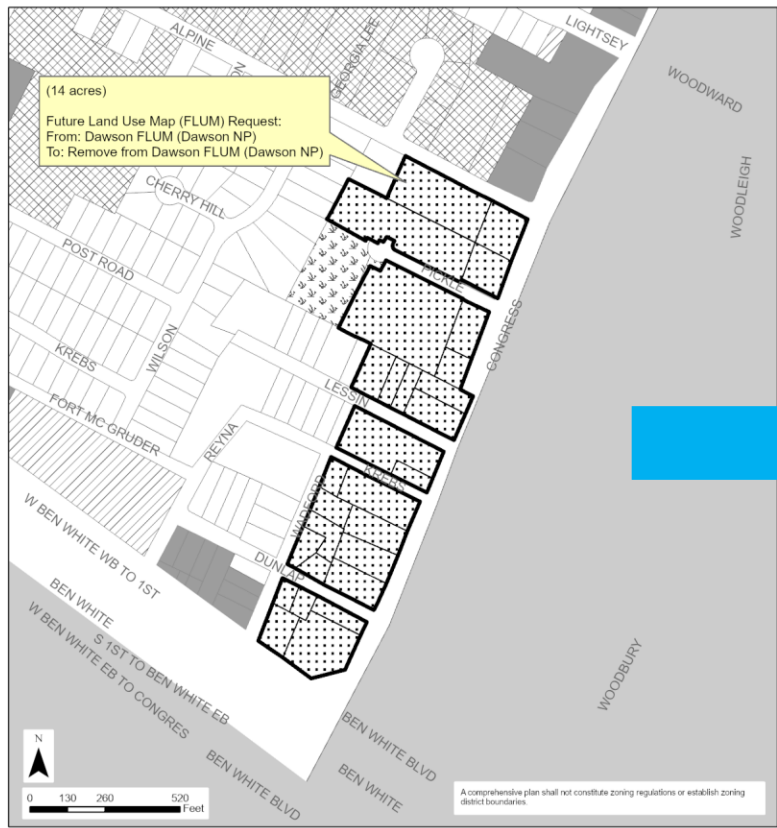 LIGHTSEY
ALPINE
GEORGIA LEE
WOODWARD
(14 acres)
Future Land Use Map (FLUM) Request:
From: Dawson FLUM (Dawson NP)
To: Remove from Dawson FLUM (Dawson NP)
WOODLEIGH
CHERRY HILL
POST ROAD
PICKLE
CONGRESS
WILSON
KREBS
LESSIN
FORT MC GRUDER
REYNA
KREBS
WADFORD
W BEN WHITE WB TO 1ST
DUNLAP
BEN WHITE
S 1ST TO BEN WHITE EB
W BEN WHITE EB TO CONGRES
WOODBURY
BEN WHITE BLVD
BEN WHITE BLVD
BEN WHITE
N
0 130 260 520
Feet
A comprehensive plan shall not constitute zoning regulations or establish zoning
district boundaries.